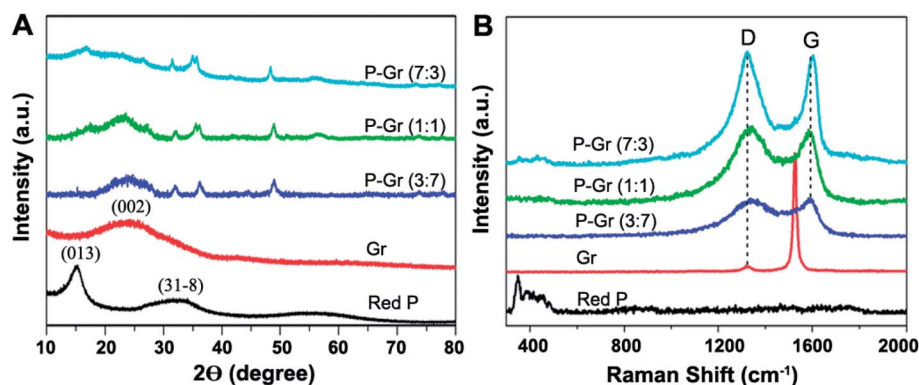 A
Intensity (a.u.)
P-Gr (7:3)
P-Gr (1:1)
P-Gr (3:7)
(002)
Gr
(013)
(31-8)
Red P
10 20 30 40 50 60 70 80
2Θ (degree)
B
Intensity (a.u.)
D G
P-Gr (7:3)
P-Gr (1:1)
P-Gr (3:7)
Gr
Red P
400 800 1200 1600 2000
Raman Shift (cm⁻¹)